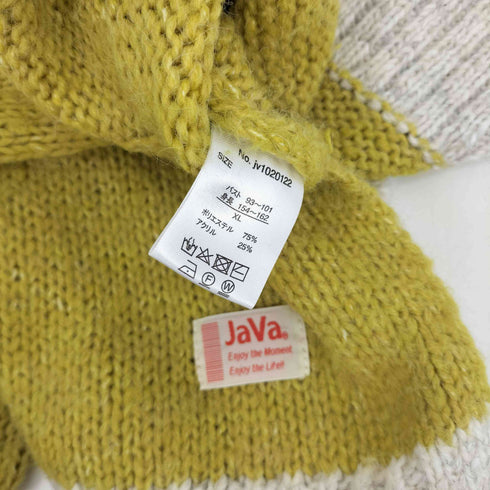 No. jv1020122
SIZE
バスト 93~101
身長 154~162
XL
ポリエステル 75%
アクリル 25%
P W
JaVa®
Enjoy the Moment
Enjoy the Life!!